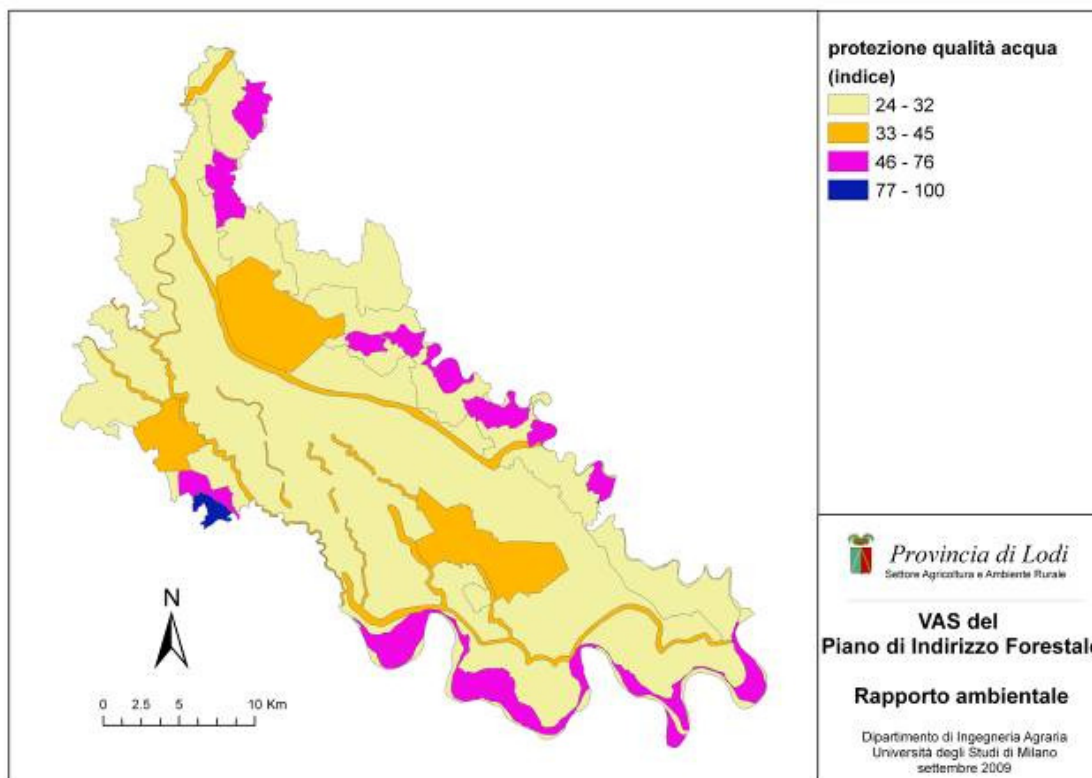 protezione qualità acqua
(indice)
24 - 32
33 - 45
46 - 76
77 - 100
N
0 2.5 5 10 Km
Provincia di Lodi
Settore Agricoltura e Ambiente Rurale
VAS del
Piano di Indirizzo Forestale
Rapporto ambientale
Dipartimento di Ingegneria Agraria
Università degli Studi di Milano
settembre 2009